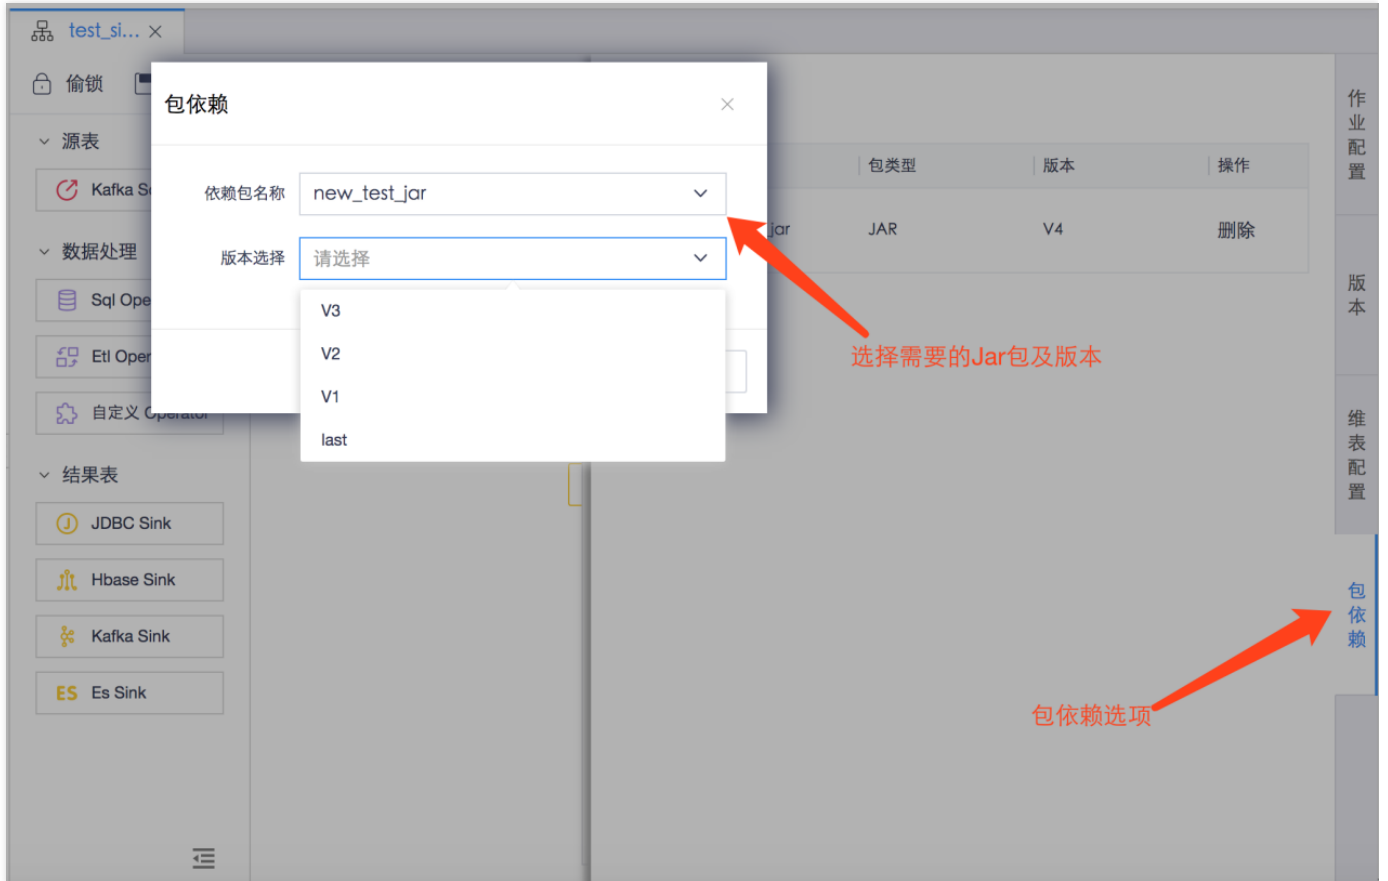 test_si...
偷锁
源表
Kafka S
数据处理
Sql Ope
Etl Oper
自定义 Operator
结果表
JDBC Sink
Hbase Sink
Kafka Sink
ES Es Sink
包依赖
依赖包名称 new_test_jar
版本选择 请选择
V3
V2
V1
last
包类型 版本 操作
jar JAR V4 删除
选择需要的Jar包及版本
包依赖选项
作业配置
版本
维表配置
包依赖